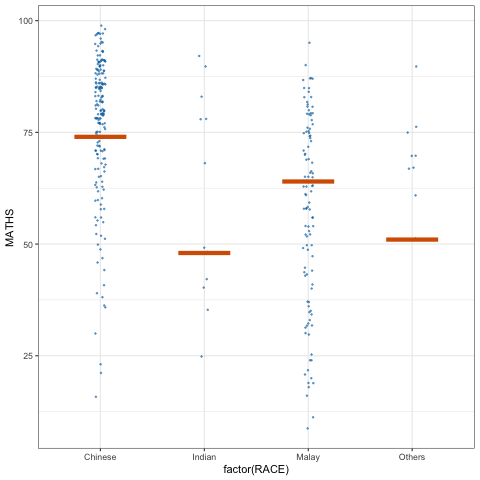 100
75
50
25
MATHS
Chinese
Indian
Malay
Others
factor(RACE)